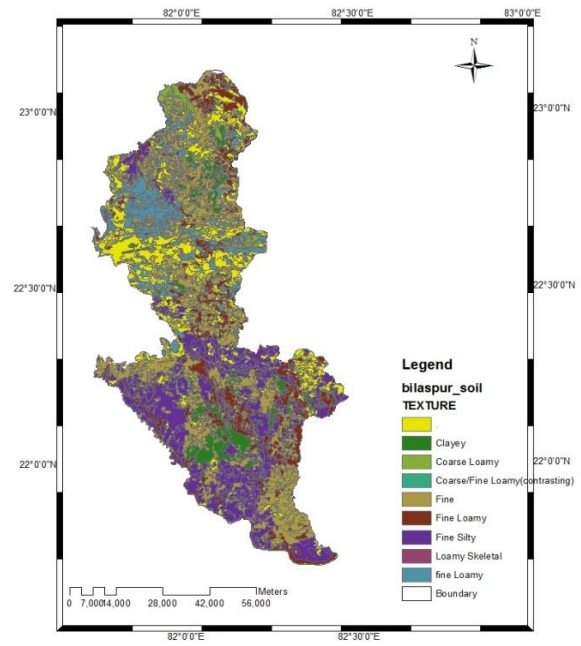 82°0'0"E 82°30'0"E 83°0'0"E
N
23°0'0"N 23°0'0"N
22°30'0"N 22°30'0"N
Legend
bilaspur_soil
TEXTURE
.
Clayey
Coarse Loamy
22°0'0"N 22°0'0"N
Coarse/Fine Loamy(contrasting)
Fine
Fine Loamy
Fine Silty
Loamy Skeletal
fine Loamy
Boundary
Meters
0 7,00014,000 28,000 42,000 56,000
82°0'0"E 82°30'0"E